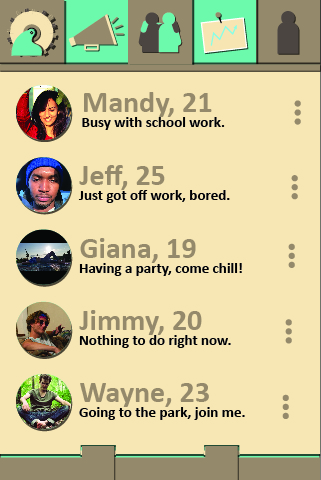 Mandy, 21
Busy with school work.
Jeff, 25
Just got off work, bored.
Giana, 19
Having a party, come chill!
Jimmy, 20
Nothing to do right now.
Wayne, 23
Going to the park, join me.